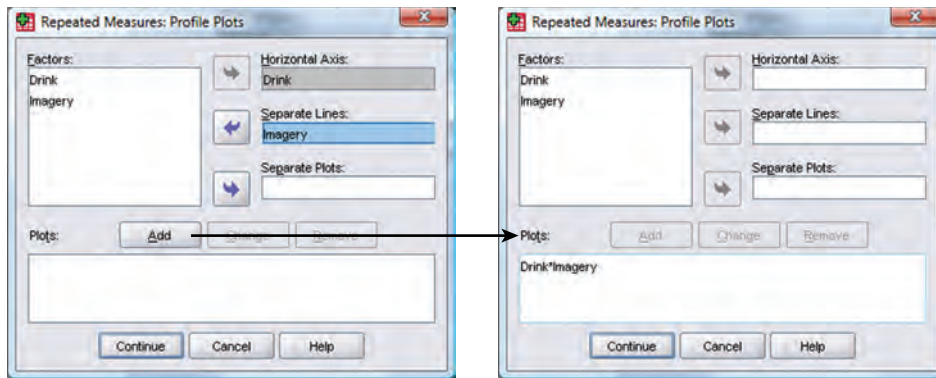 Repeated Measures: Profile Plots
Factors:
Drink
Imagery
Horizontal Axis:
Drink
Separate Lines:
Imagery
Separate Plots:
Plots:
Add
Change
Remove
Continue
Cancel
Help
Repeated Measures: Profile Plots
Factors:
Drink
Imagery
Horizontal Axis:
Separate Lines:
Separate Plots:
Plots:
Add
Change
Remove
Drink*Imagery
Continue
Cancel
Help